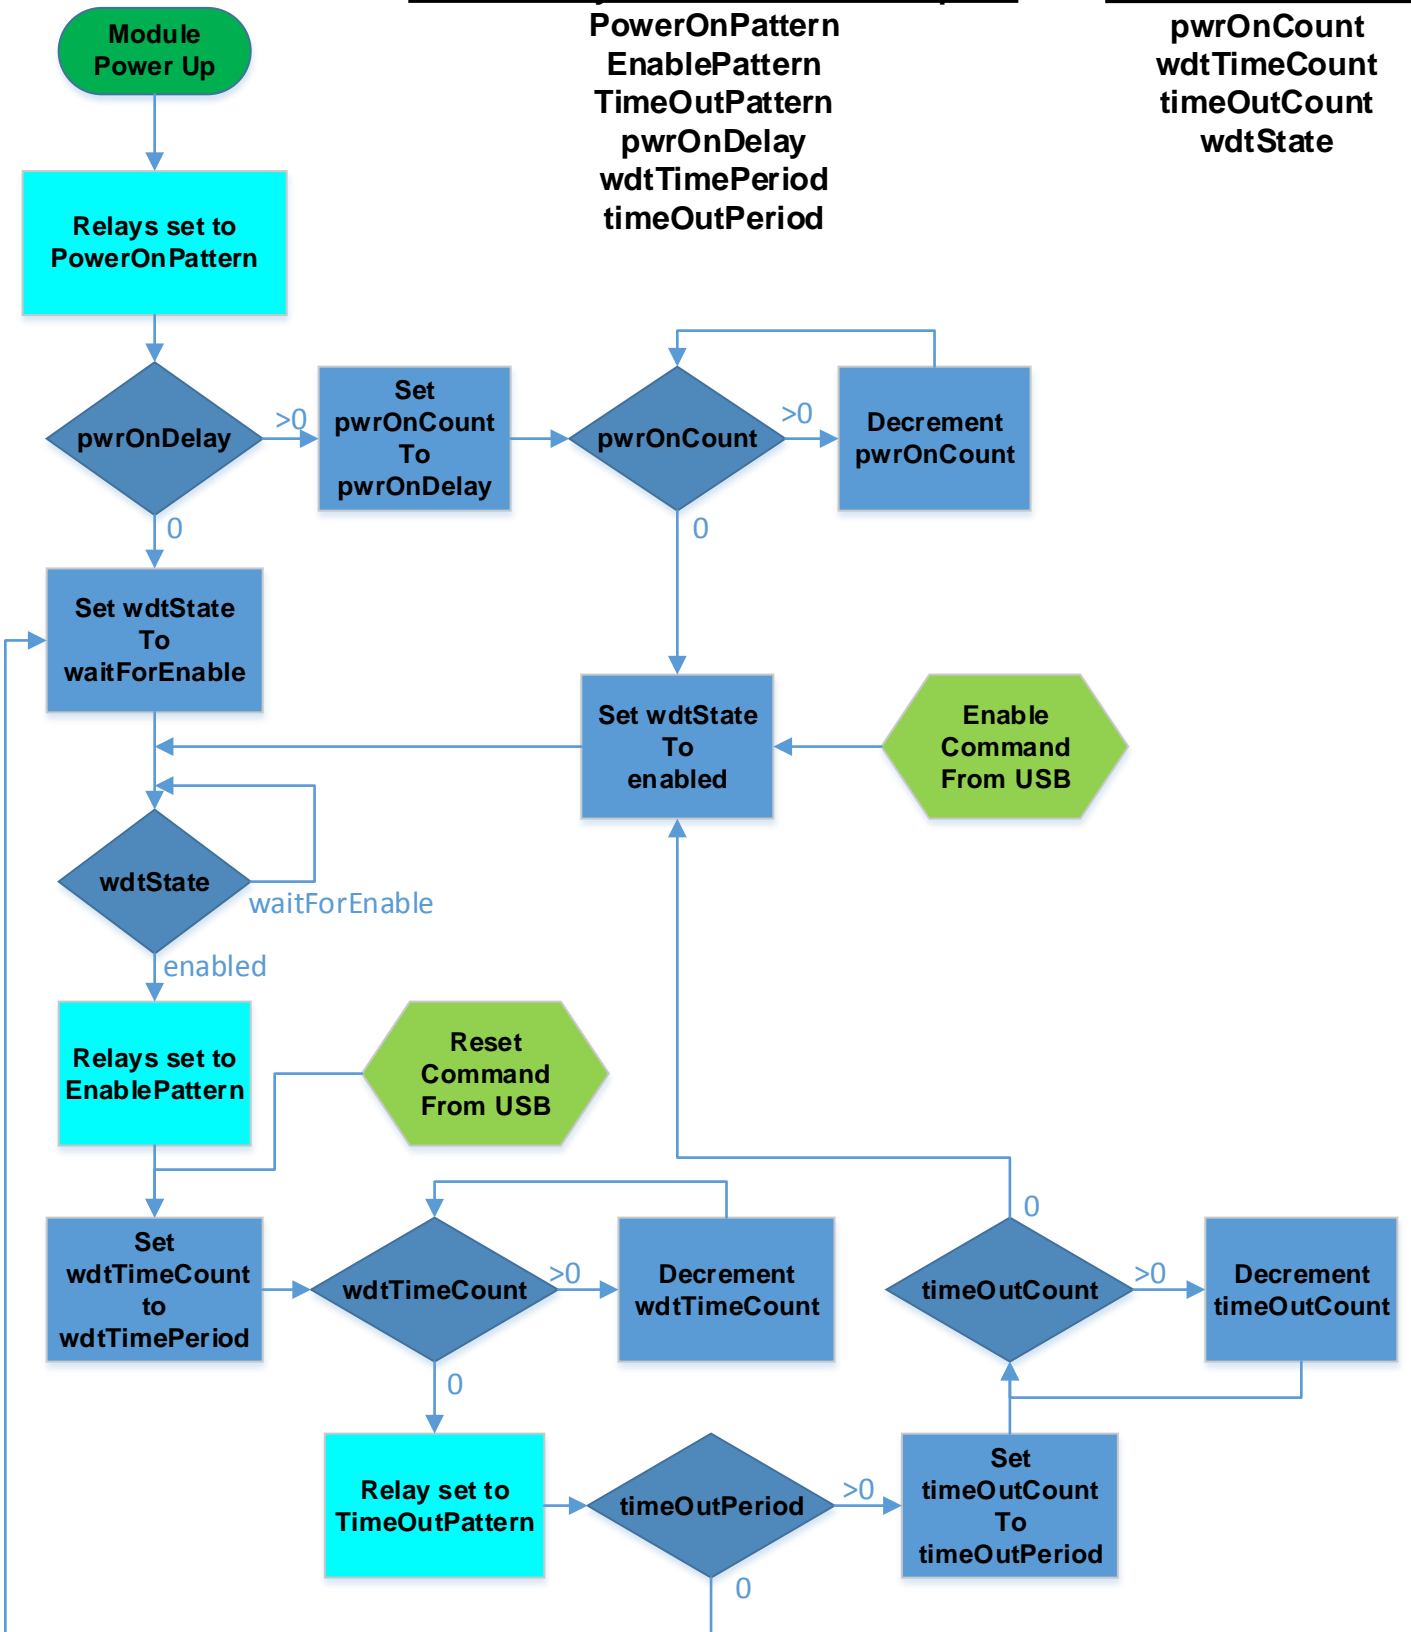 PowerOnPattern
EnablePattern
TimeOutPattern
pwrOnDelay
wdtTimePeriod
timeOutPeriod
pwrOnCount
wdtTimeCount
timeOutCount
wdtState
Module
Power Up
Relays set to
PowerOnPattern
pwrOnDelay
>0
0
Set
pwrOnCount
To
pwrOnDelay
pwrOnCount
>0
0
Decrement
pwrOnCount
Set wdtState
To
waitForEnable
Set wdtState
To
enabled
Enable
Command
From USB
wdtState
waitForEnable
enabled
Relays set to
EnablePattern
Reset
Command
From USB
Set
wdtTimeCount
to
wdtTimePeriod
wdtTimeCount
>0
0
Decrement
wdtTimeCount
timeOutCount
0
>0
Decrement
timeOutCount
Relay set to
TimeOutPattern
timeOutPeriod
>0
0
Set
timeOutCount
To
timeOutPeriod